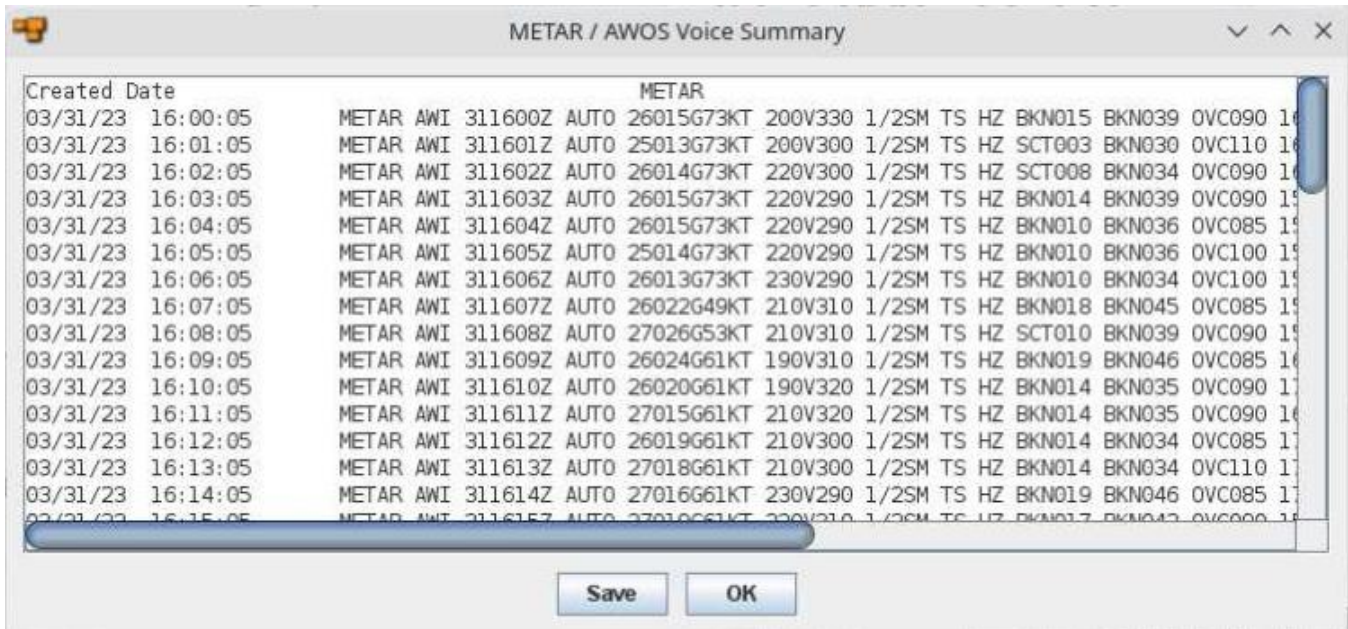 METAR / AWOS Voice Summary
Created Date METAR
03/31/23 16:00:05 METAR AWI 311600Z AUTO 26015G73KT 200V330 1/2SM TS HZ BKN015 BKN039 OVC090 16
03/31/23 16:01:05 METAR AWI 311601Z AUTO 25013G73KT 200V300 1/2SM TS HZ SCT003 BKN030 OVC110 16
03/31/23 16:02:05 METAR AWI 311602Z AUTO 26014G73KT 220V300 1/2SM TS HZ SCT008 BKN034 OVC090 16
03/31/23 16:03:05 METAR AWI 311603Z AUTO 26015G73KT 220V290 1/2SM TS HZ BKN014 BKN039 OVC090 15
03/31/23 16:04:05 METAR AWI 311604Z AUTO 26015G73KT 220V290 1/2SM TS HZ BKN010 BKN036 OVC085 15
03/31/23 16:05:05 METAR AWI 311605Z AUTO 25014G73KT 220V290 1/2SM TS HZ BKN010 BKN036 OVC100 15
03/31/23 16:06:05 METAR AWI 311606Z AUTO 26013G73KT 230V290 1/2SM TS HZ BKN010 BKN034 OVC100 15
03/31/23 16:07:05 METAR AWI 311607Z AUTO 26022G49KT 210V310 1/2SM TS HZ BKN018 BKN045 OVC085 15
03/31/23 16:08:05 METAR AWI 311608Z AUTO 27026G53KT 210V310 1/2SM TS HZ SCT010 BKN039 OVC090 15
03/31/23 16:09:05 METAR AWI 311609Z AUTO 26024G61KT 190V310 1/2SM TS HZ BKN019 BKN046 OVC085 16
03/31/23 16:10:05 METAR AWI 311610Z AUTO 26020G61KT 190V320 1/2SM TS HZ BKN014 BKN035 OVC090 17
03/31/23 16:11:05 METAR AWI 311611Z AUTO 27015G61KT 210V320 1/2SM TS HZ BKN014 BKN035 OVC090 16
03/31/23 16:12:05 METAR AWI 311612Z AUTO 26019G61KT 210V300 1/2SM TS HZ BKN014 BKN034 OVC085 17
03/31/23 16:13:05 METAR AWI 311613Z AUTO 27018G61KT 210V300 1/2SM TS HZ BKN014 BKN034 OVC110 17
03/31/23 16:14:05 METAR AWI 311614Z AUTO 27016G61KT 230V290 1/2SM TS HZ BKN019 BKN046 OVC085 17
Save OK